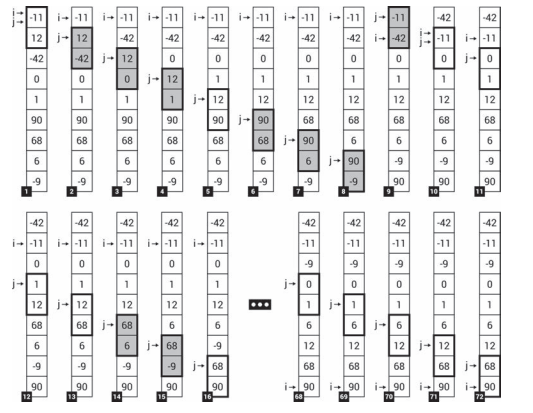 i→ j→ -11 i→ -11 i→ -11 i→ -11 i→ -11 i→ -11 i→ -11 i→ -11 j→ -11 -42 -42
12 j→ 12 -42 -42 -42 -42 -42 -42 i→ -42 i→ j→ -11 i→ -11
-42 -42 j→ 12 0 0 0 0 0 0 0 j→ 0
0 0 0 j→ 12 1 1 1 1 1 1 1
1 1 1 1 j→ 12 12 12 12 12 12 12
90 90 90 90 90 j→ 90 68 68 68 68 68
68 68 68 68 68 68 j→ 90 6 6 6 6
6 6 6 6 6 6 6 j→ 90 -9 -9 -9
-9 -9 -9 -9 -9 -9 -9 -9 90 90 90
1 2 3 4 5 6 7 8 9 10 11
-42 -42 -42 -42 -42 -42 -42 -42 -42 -42
i→ -11 i→ -11 i→ -11 i→ -11 i→ -11 -11 -11 -11 -11 -11
0 0 0 0 0 -9 -9 -9 -9 -9
j→ 1 1 1 1 1 j→ 0 0 0 0 0
12 j→ 12 12 12 12 ••• 1 j→ 1 1 1 1
68 68 j→ 68 6 6 6 6 j→ 6 6 6
6 6 6 j→ 68 -9 12 12 12 j→ 12 12
-9 -9 -9 -9 j→ 68 68 68 68 68 j→ 68
90 90 90 90 90 i→ 90 i→ 90 i→ 90 i→ 90 i→ 90
12 13 14 15 16 68 69 70 71 72